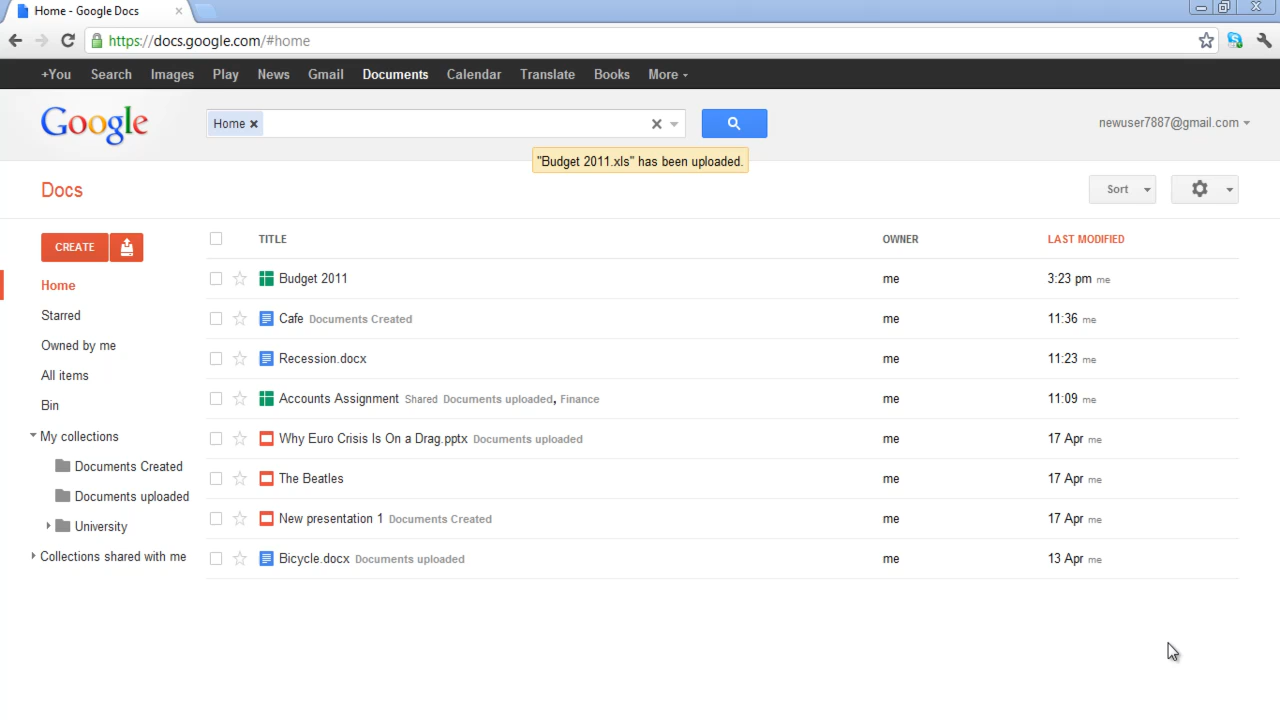 Home - Google Docs ×
https://docs.google.com/#home
+You Search Images Play News Gmail Documents Calendar Translate Books More
Google Home × × newuser7887@gmail.com
"Budget 2011.xls" has been uploaded.
Docs Sort
CREATE
Home
Starred
Owned by me
All items
Bin
My collections
Documents Created
Documents uploaded
University
Collections shared with me
TITLE OWNER LAST MODIFIED
Budget 2011 me 3:23 pm me
Cafe Documents Created me 11:36 me
Recession.docx me 11:23 me
Accounts Assignment Shared Documents uploaded, Finance me 11:09 me
Why Euro Crisis Is On a Drag.pptx Documents uploaded me 17 Apr me
The Beatles me 17 Apr me
New presentation 1 Documents Created me 17 Apr me
Bicycle.docx Documents uploaded me 13 Apr me